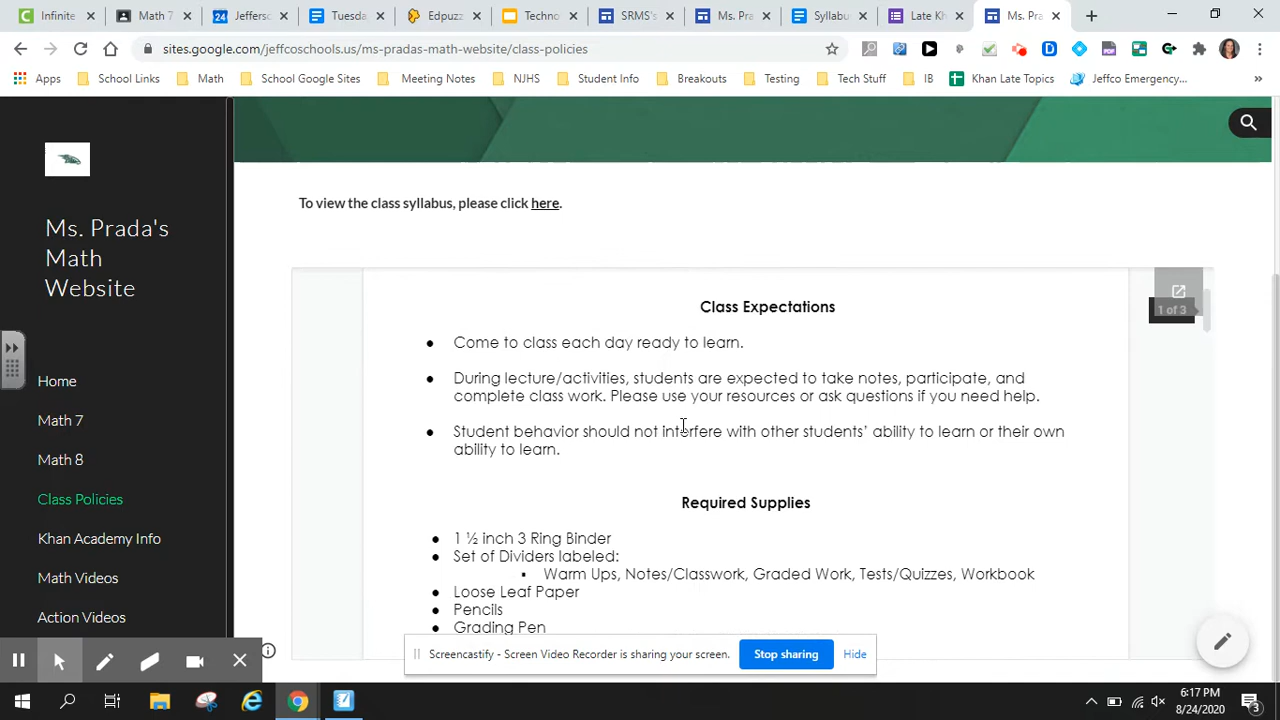 Infinite
Math 7
24 Jeffers
Tuesda
Edpuzz
Techno
SRMS's
Ms. Pra
Syllabu
Late Kh
Ms. Pra
sites.google.com/jeffcoschools.us/ms-pradas-math-website/class-policies
Apps
School Links
Math
School Google Sites
Meeting Notes
NJHS
Student Info
Breakouts
Testing
Tech Stuff
IB
Khan Late Topics
Jeffco Emergency...
Ms. Prada's
Math
Website
Home
Math 7
Math 8
Class Policies
Khan Academy Info
Math Videos
Action Videos
To view the class syllabus, please click here.
1 of 3
Class Expectations
● Come to class each day ready to learn.
● During lecture/activities, students are expected to take notes, participate, and
complete class work. Please use your resources or ask questions if you need help.
● Student behavior should not interfere with other students' ability to learn or their own
ability to learn.
Required Supplies
● 1 ½ inch 3 Ring Binder
● Set of Dividers labeled:
▪ Warm Ups, Notes/Classwork, Graded Work, Tests/Quizzes, Workbook
● Loose Leaf Paper
● Pencils
● Grading Pen
Screencastify - Screen Video Recorder is sharing your screen.
Stop sharing
Hide
6:17 PM
8/24/2020
3